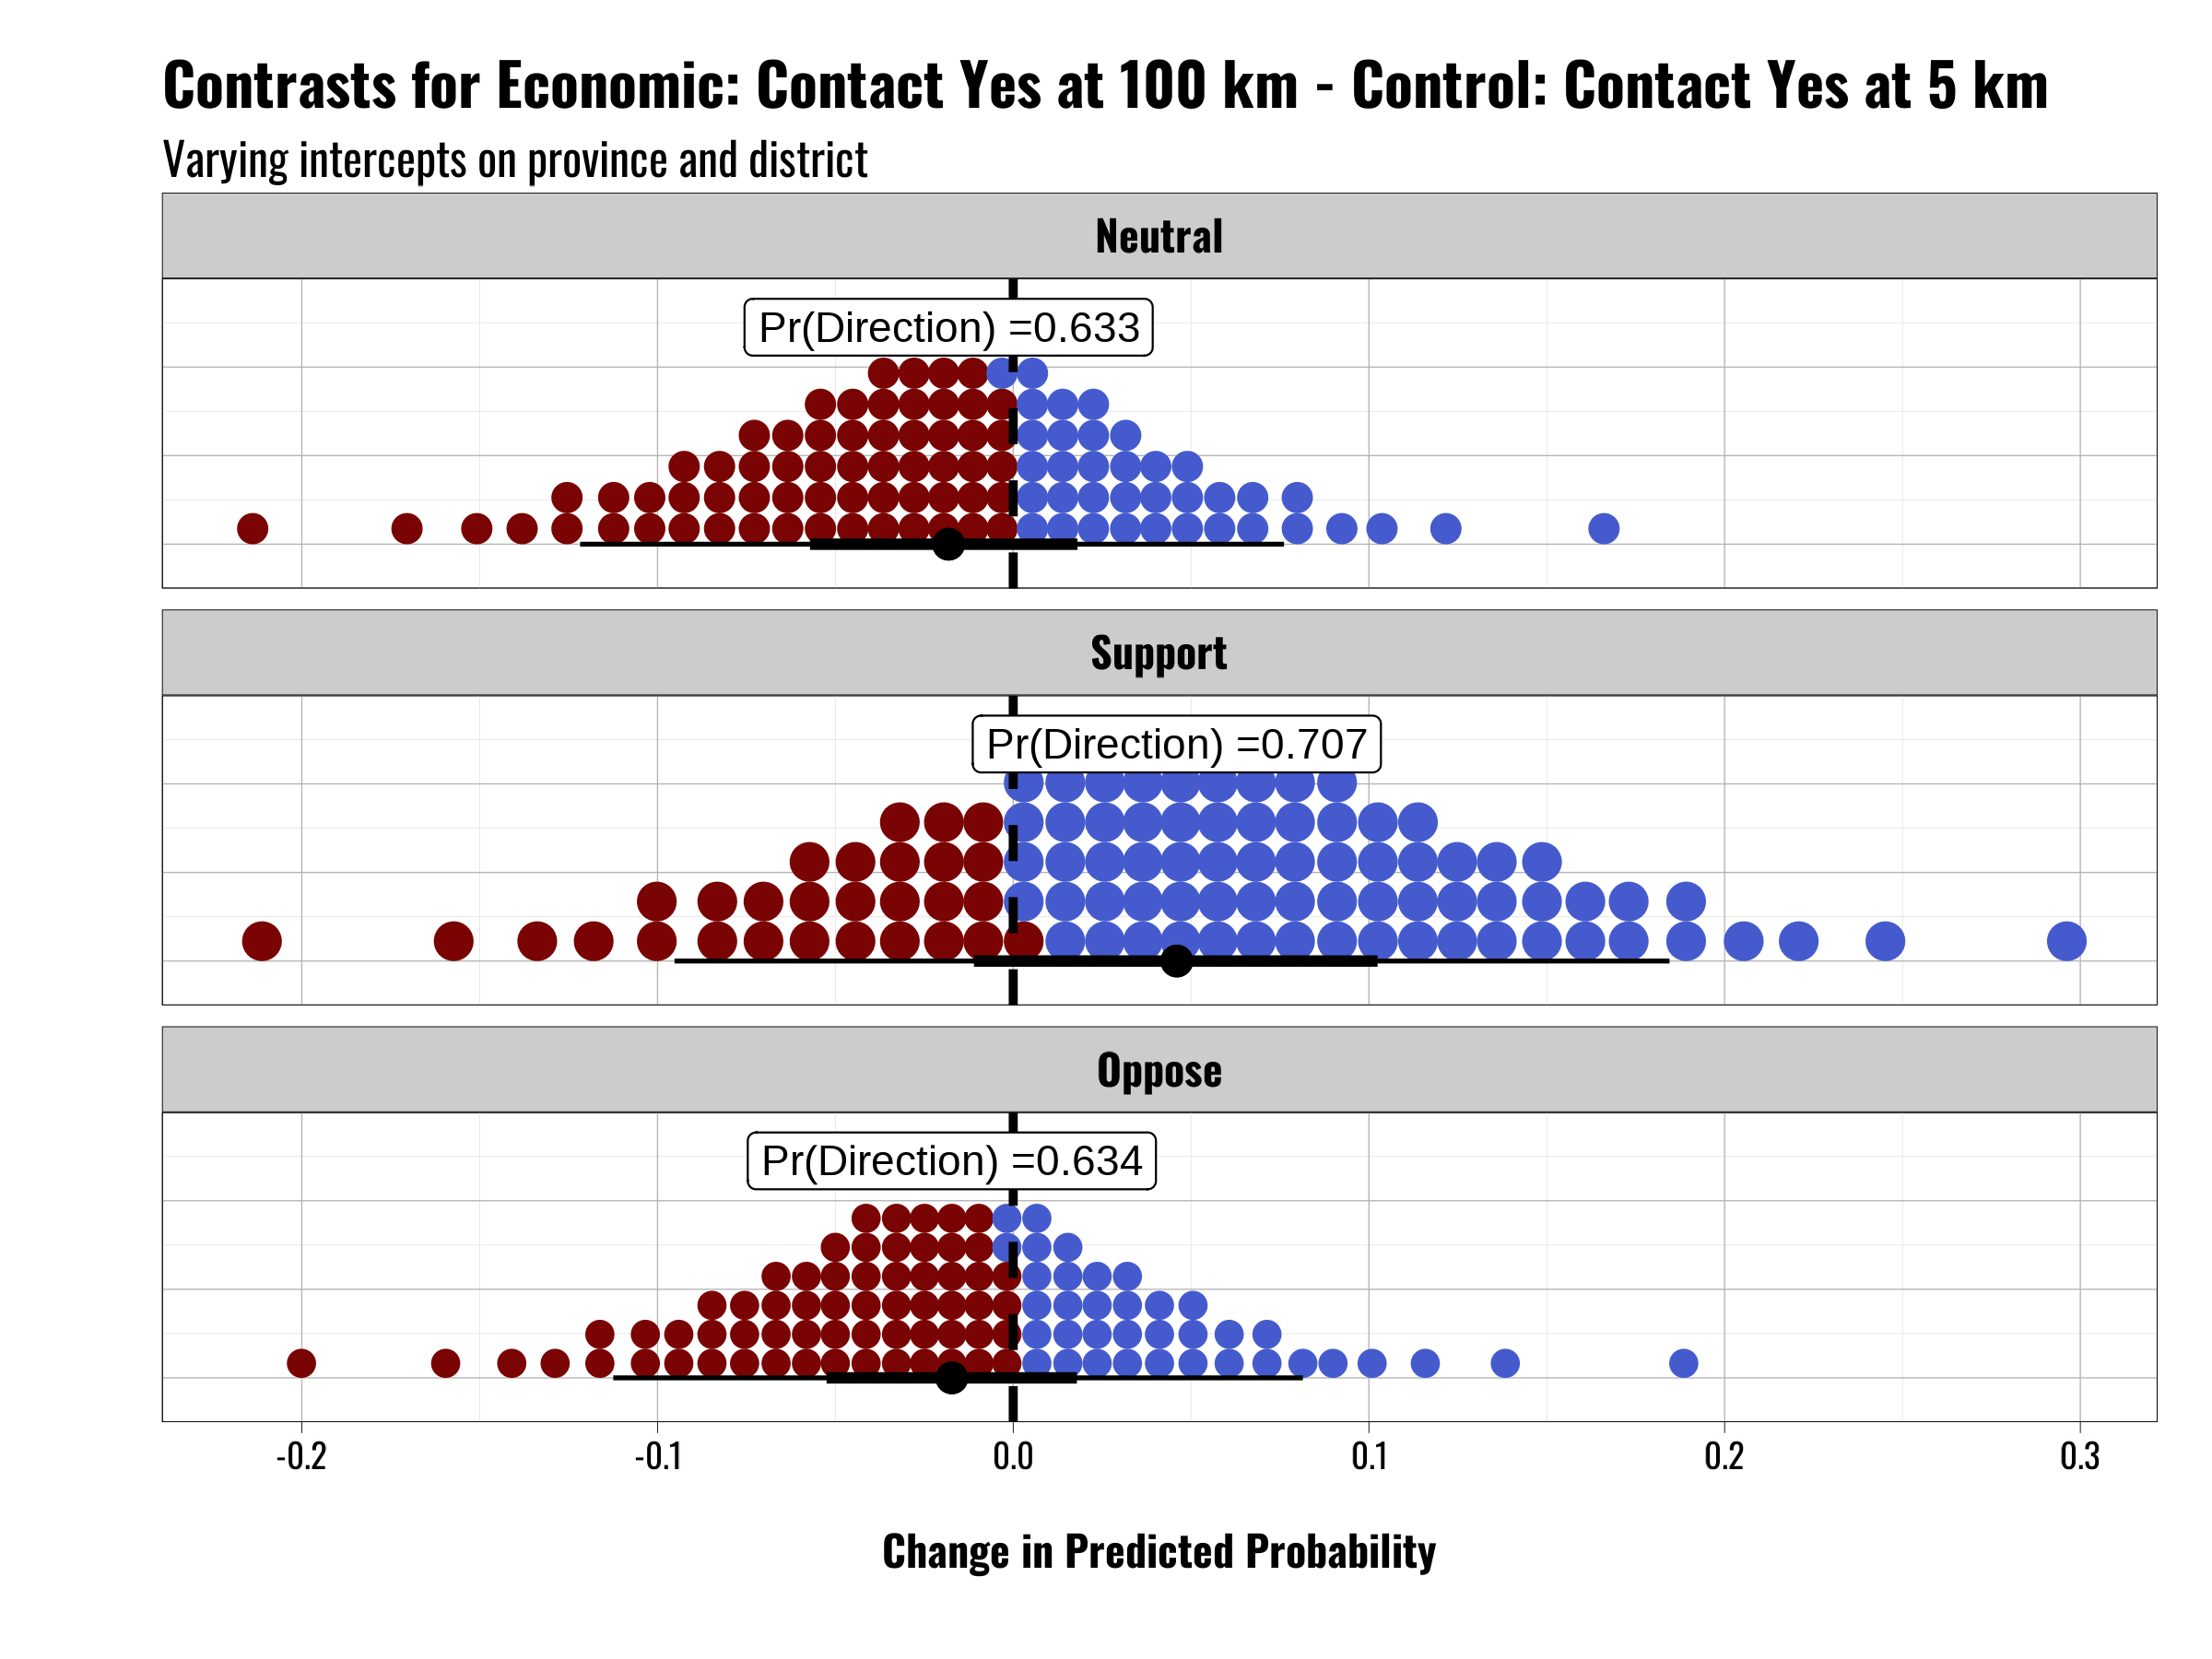 Contrasts for Economic: Contact Yes at 100 km - Control: Contact Yes at 5 km
Varying intercepts on province and district
Neutral
Pr(Direction) =0.633
Support
Pr(Direction) =0.707
Oppose
Pr(Direction) =0.634
-0.2 -0.1 0.0 0.1 0.2 0.3
Change in Predicted Probability